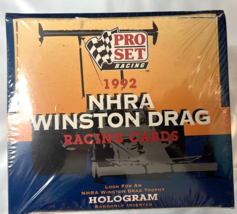 PRO
SET
RACING
1992
NHRA
WINSTON DRAG
RACING CARDS
LOOK FOR AN
NHRA WINSTON DRAG TROPHY
HOLOGRAM
RANDOMLY INSERTED